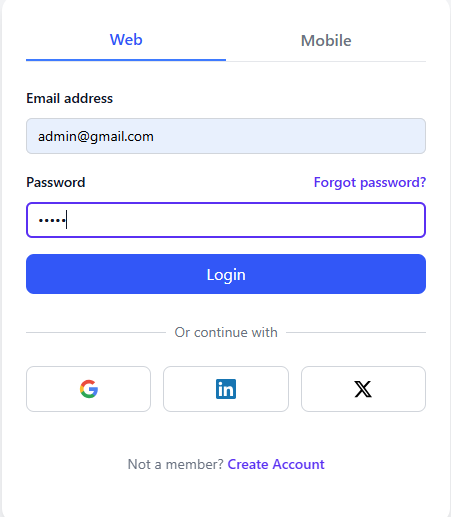 Web Mobile
Email address
admin@gmail.com
Password Forgot password?
•••••
Login
Or continue with
Not a member? Create Account